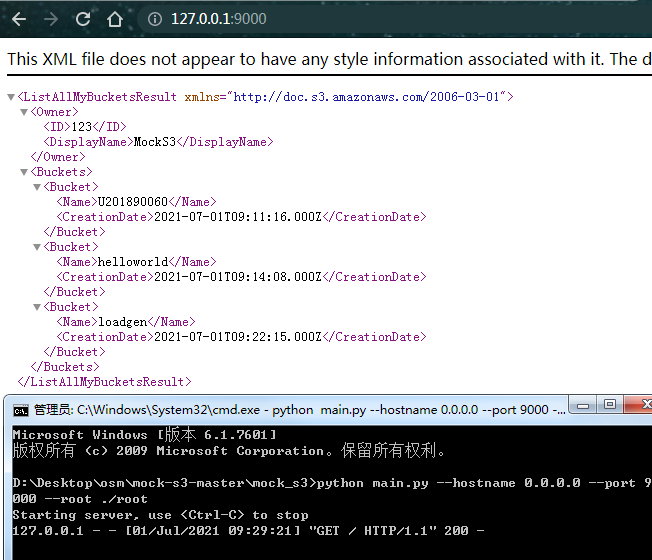 127.0.0.1:9000
This XML file does not appear to have any style information associated with it. The d
<ListAllMyBucketsResult xmlns="http://doc.s3.amazonaws.com/2006-03-01">
<Owner>
<ID>123</ID>
<DisplayName>MockS3</DisplayName>
</Owner>
<Buckets>
<Bucket>
<Name>U201890060</Name>
<CreationDate>2021-07-01T09:11:16.000Z</CreationDate>
</Bucket>
<Bucket>
<Name>helloworld</Name>
<CreationDate>2021-07-01T09:14:08.000Z</CreationDate>
</Bucket>
<Bucket>
<Name>loadgen</Name>
<CreationDate>2021-07-01T09:22:15.000Z</CreationDate>
</Bucket>
</Buckets>
</ListAllMyBucketsResult>
管理员: C:\Windows\System32\cmd.exe - python  main.py --hostname 0.0.0.0 --port 9000 -...
Microsoft Windows [版本 6.1.7601]
版权所有 (c) 2009 Microsoft Corporation。保留所有权利。
D:\Desktop\osm\mock-s3-master\mock_s3>python main.py --hostname 0.0.0.0 --port 9
000 --root ./root
Starting server, use <Ctrl-C> to stop
127.0.0.1 - - [01/Jul/2021 09:29:21] "GET / HTTP/1.1" 200 -